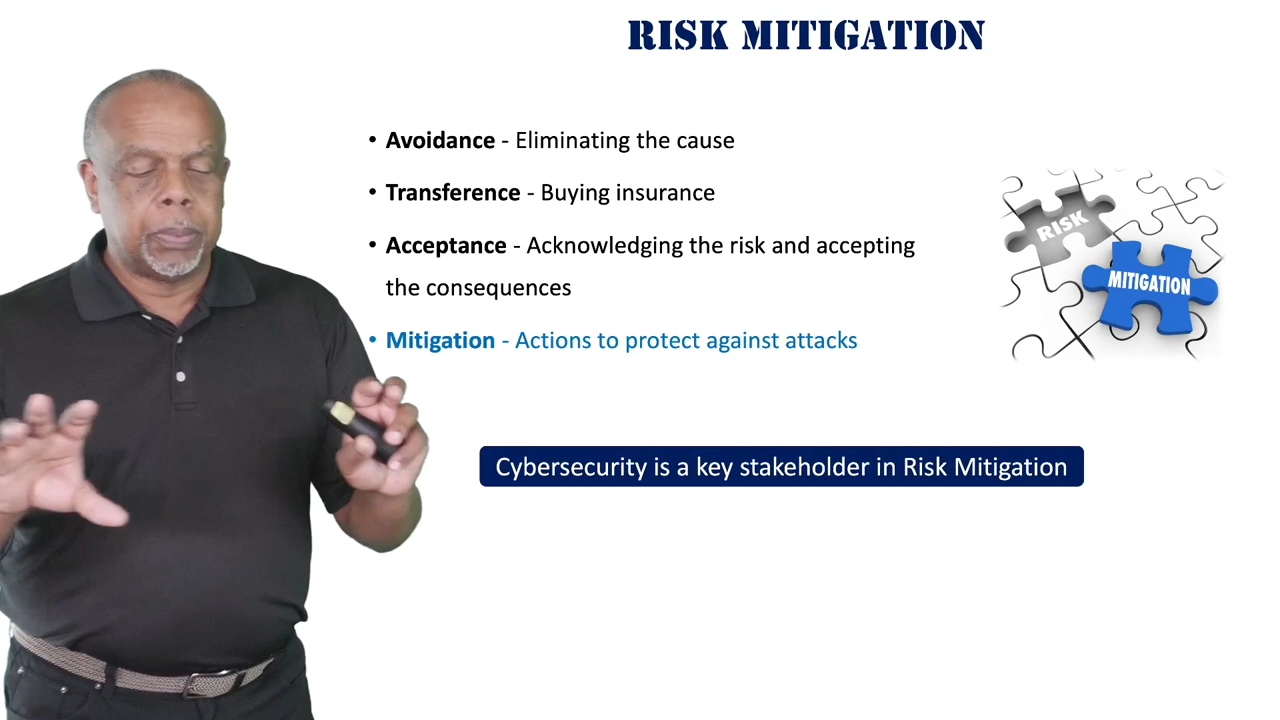 RISK MITIGATION
• Avoidance - Eliminating the cause
• Transference - Buying insurance
• Acceptance - Acknowledging the risk and accepting
the consequences
• Mitigation - Actions to protect against attacks
RISK
MITIGATION
Cybersecurity is a key stakeholder in Risk Mitigation